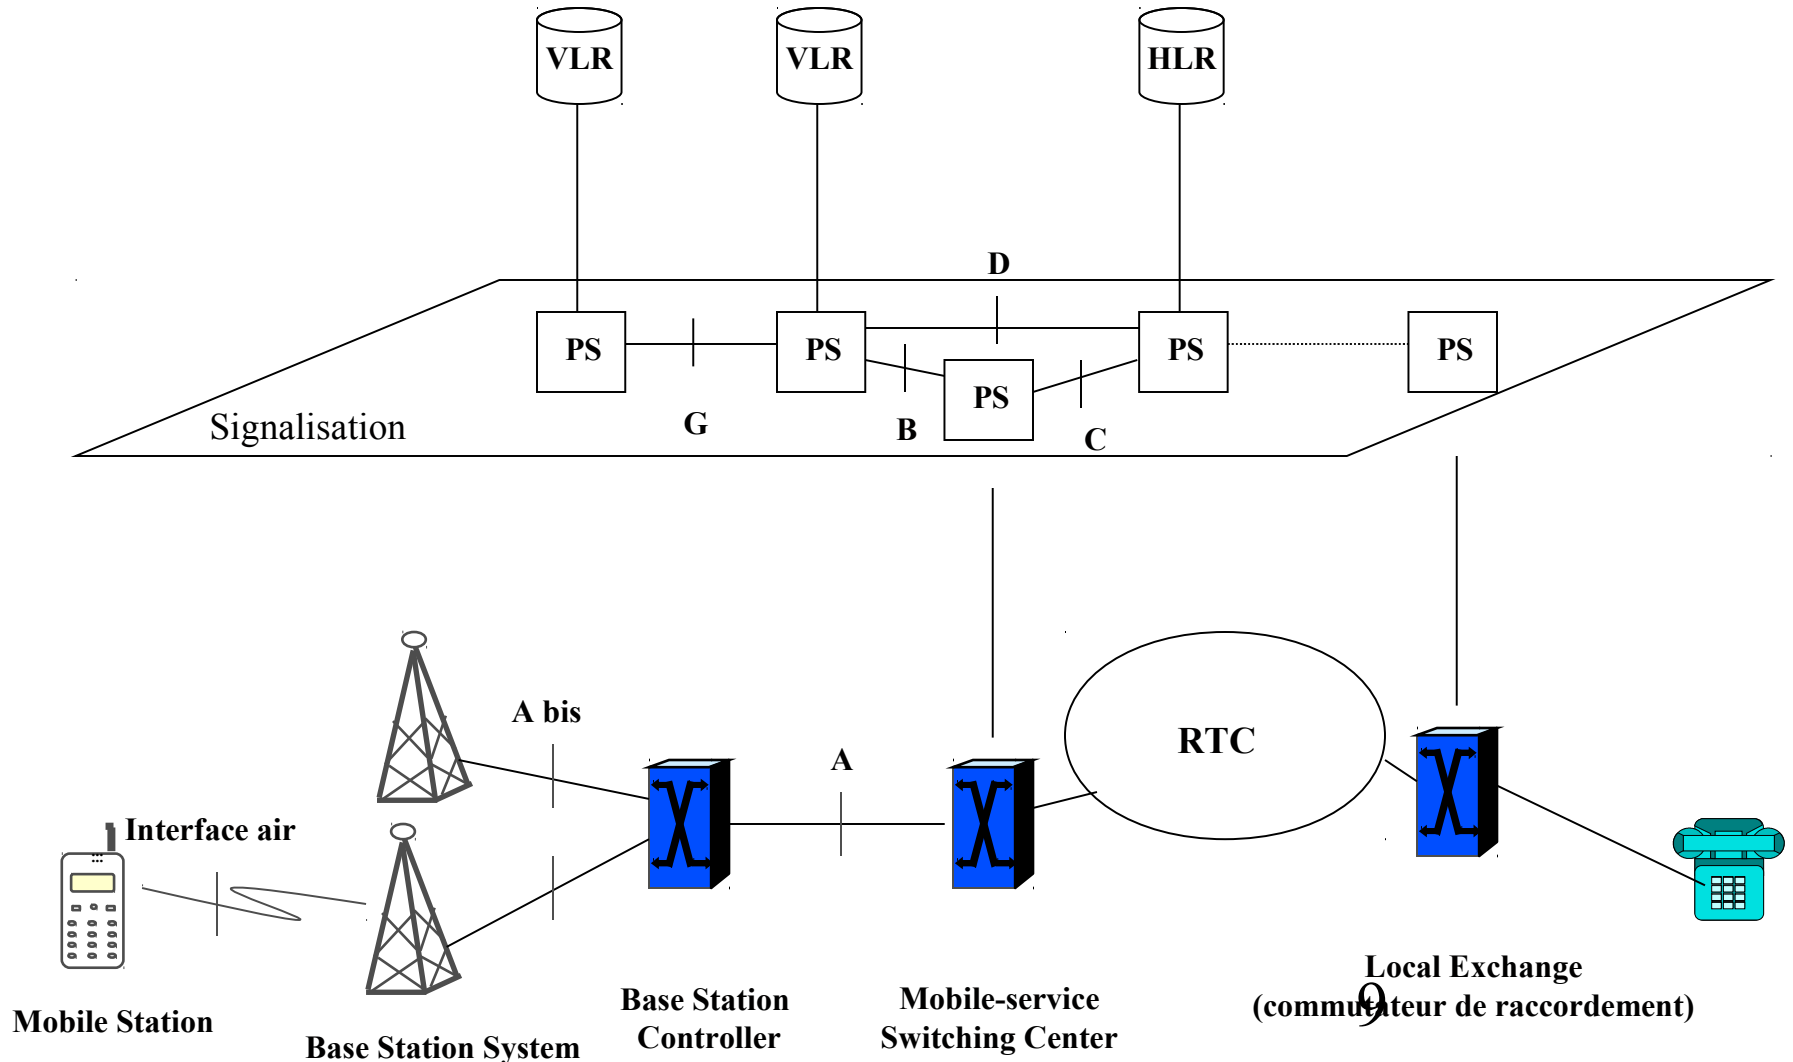 VLR
VLR
HLR
D
PS
PS
PS
PS
PS
Signalisation
G
B
C
A bis
A
RTC
Interface air
Mobile Station
Base Station System
Base Station
Controller
Mobile-service
Switching Center
Local Exchange
(commutateur de raccordement)
9